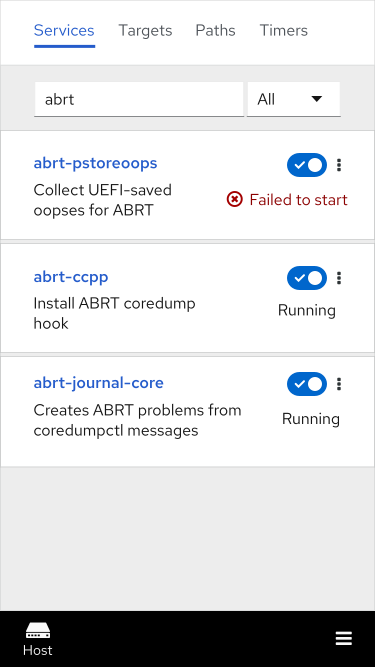 Services Targets Paths Timers
abrt All
abrt-pstoreoops
Collect UEFI-saved
oopses for ABRT
Failed to start
abrt-ccpp
Install ABRT coredump
hook
Running
abrt-journal-core
Creates ABRT problems from
coredumpctl messages
Running
Host